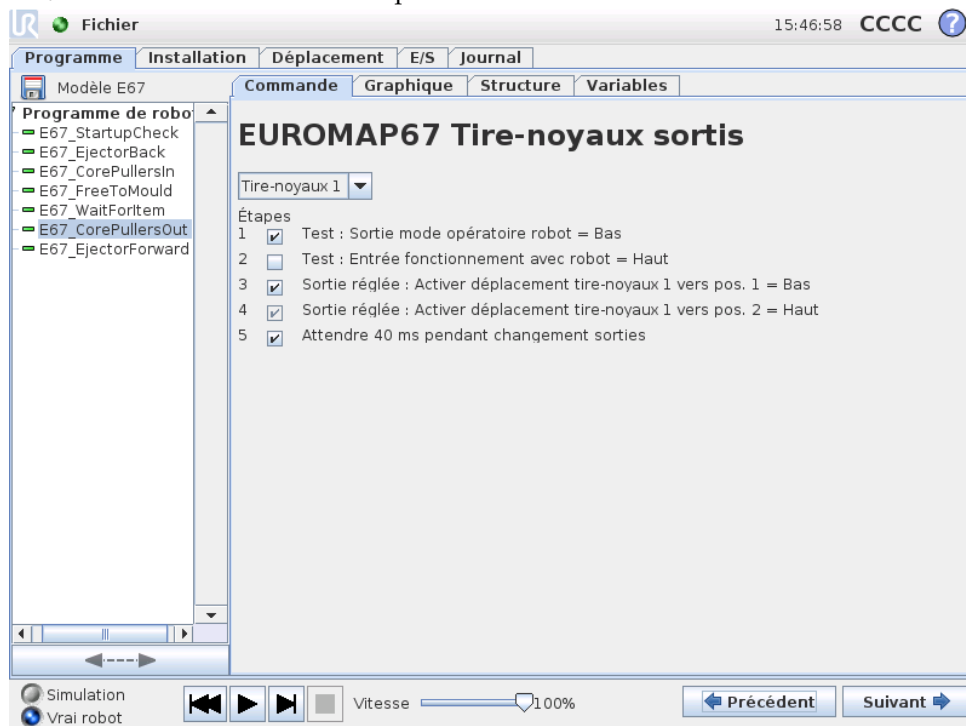 Fichier 15:46:58 CCCC ?
Programme Installation Déplacement E/S Journal
Modèle E67 Commande Graphique Structure Variables
Programme de robo
E67_StartupCheck
E67_EjectorBack
E67_CorePullersIn
E67_FreeToMould
E67_WaitForItem
E67_CorePullersOut
E67_EjectorForward
EUROMAP67 Tire-noyaux sortis
Tire-noyaux 1
Étapes
1 Test : Sortie mode opératoire robot = Bas
2 Test : Entrée fonctionnement avec robot = Haut
3 Sortie réglée : Activer déplacement tire-noyaux 1 vers pos. 1 = Bas
4 Sortie réglée : Activer déplacement tire-noyaux 1 vers pos. 2 = Haut
5 Attendre 40 ms pendant changement sorties
Simulation
Vrai robot
Vitesse 100% Précédent Suivant